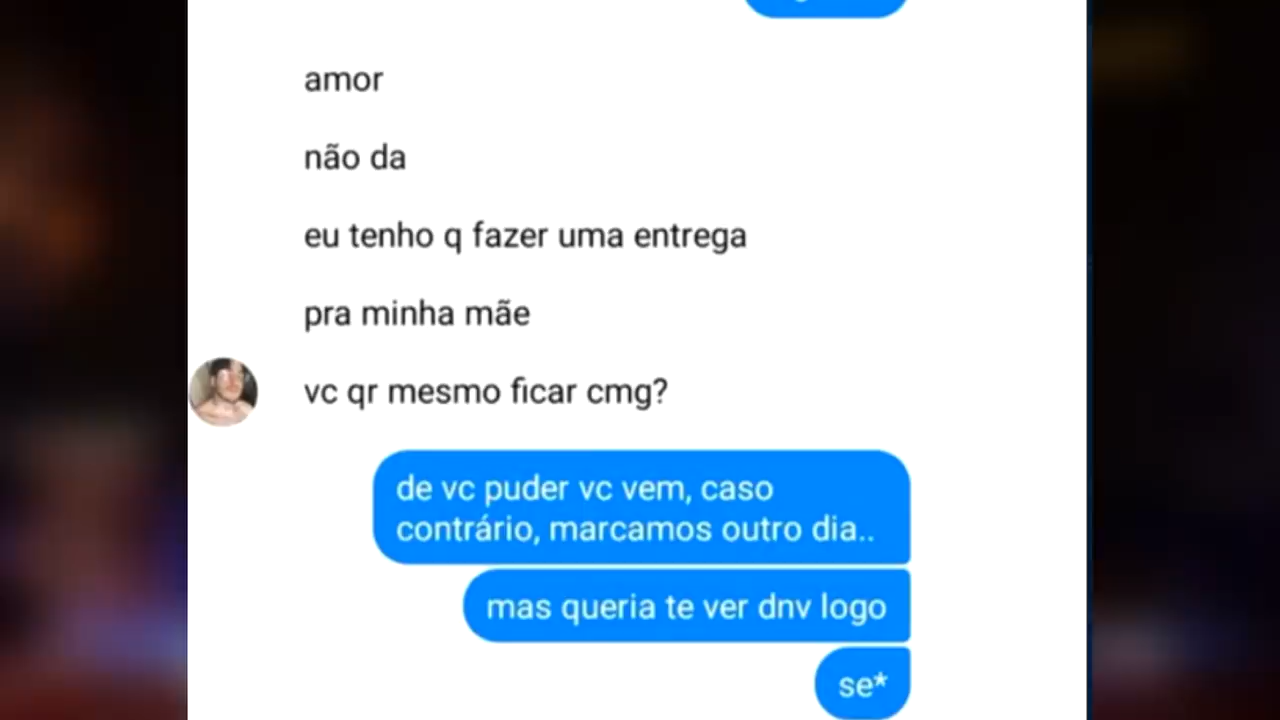 amor
não da
eu tenho q fazer uma entrega
pra minha mãe
vc qr mesmo ficar cmg?
de vc puder vc vem, caso
contrário, marcamos outro dia..
mas queria te ver dnv logo
se*